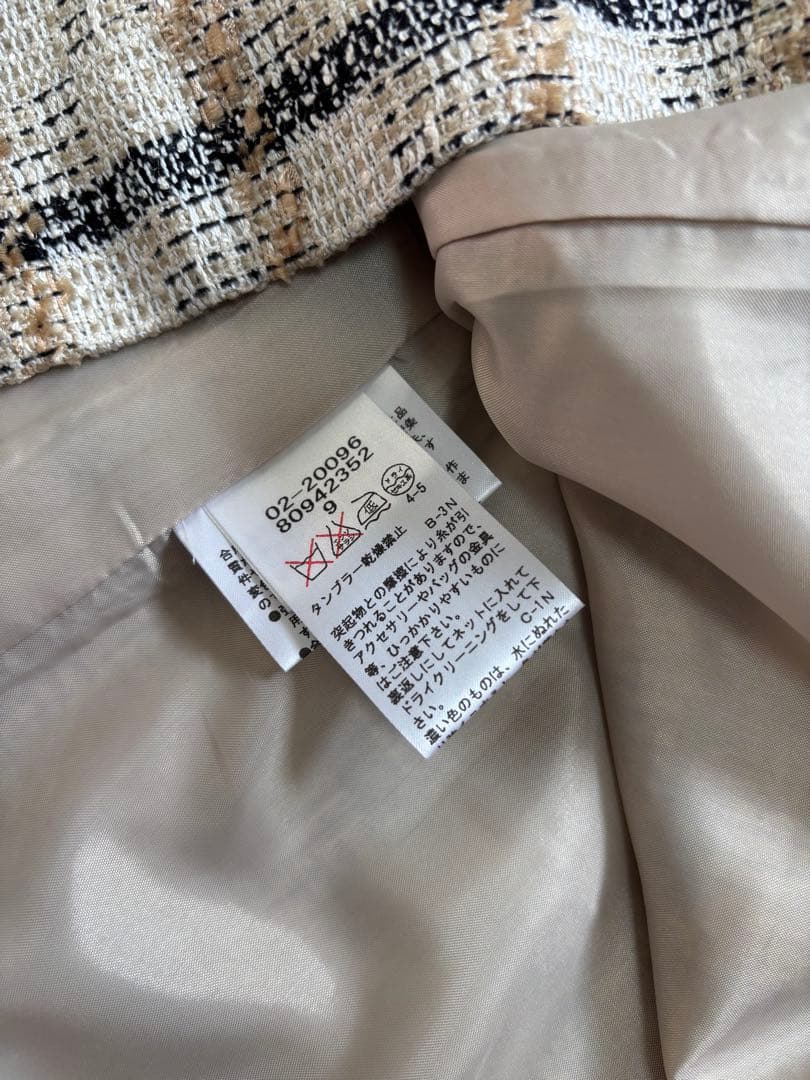 02-20096
80942352
9
ドライ
低
4-5
タンブラー乾燥禁止 B-3N
突起物との摩擦により糸が引
きつれることがありますので、
アクセサリーやバッグの金具
等、ひっかかりやすいものに
はご注意下さい。
裏返しにしてネットに入れて
ドライクリーニングをして下
さい。 C-1N
濃い色のものは、水にぬれた